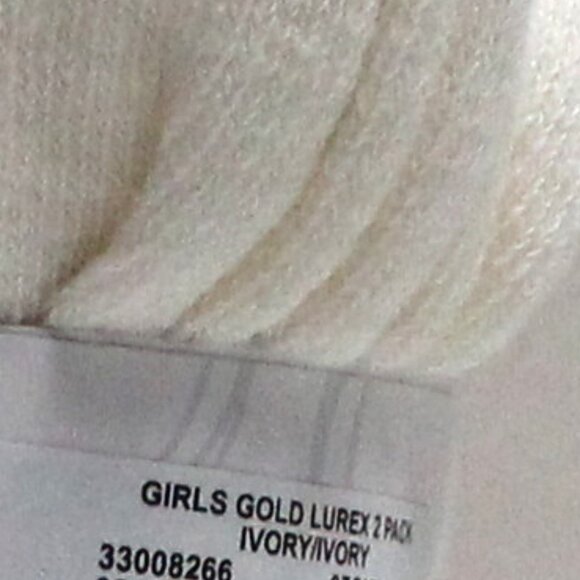 GIRLS GOLD LUREX 2 PACK
IVORY/IVORY
33008266